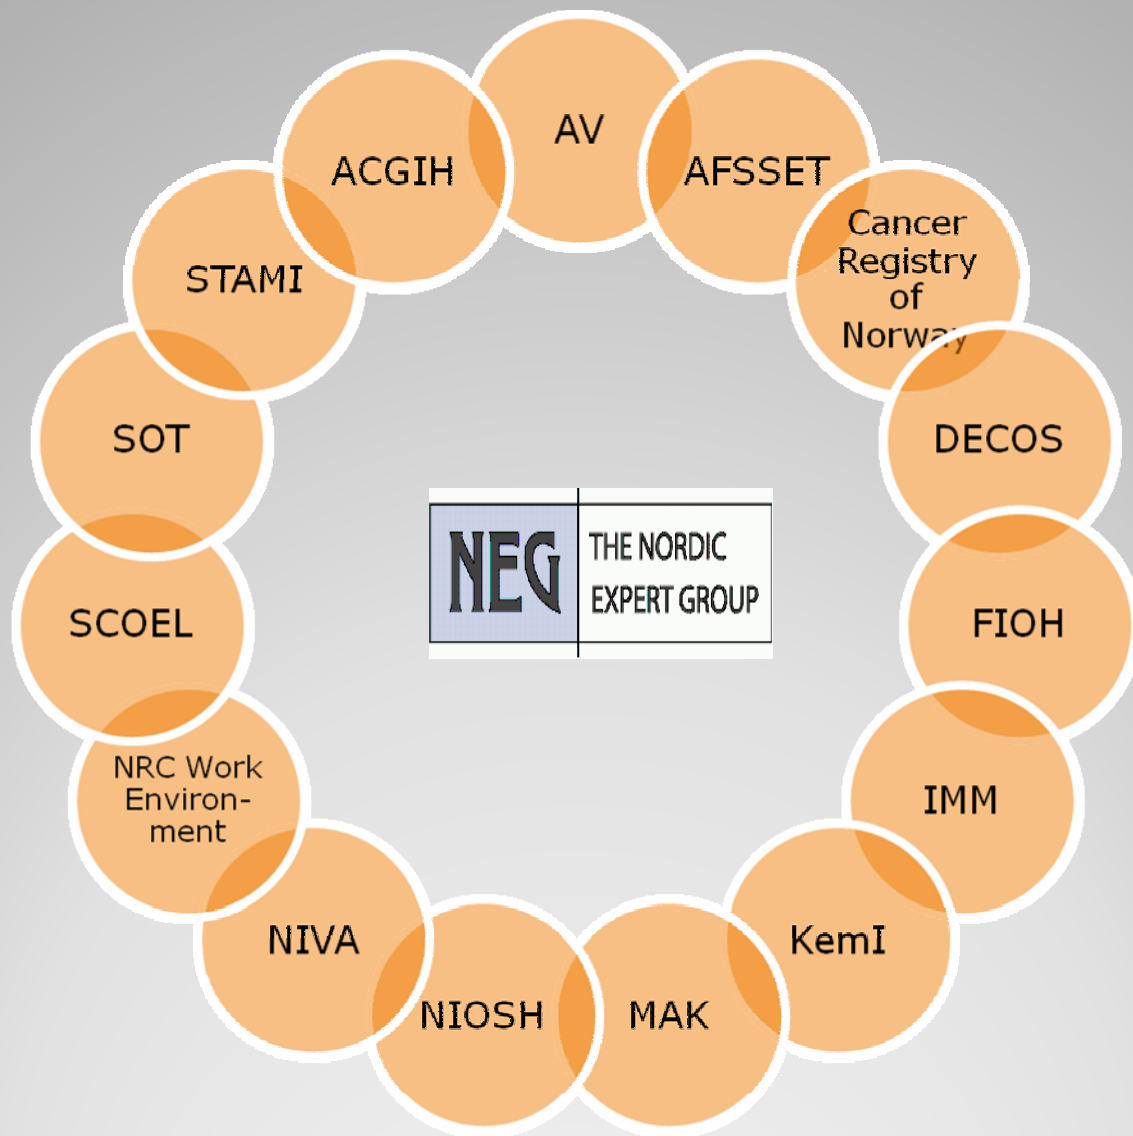 AV
AFSSET
Cancer
Registry
of
Norway
DECOS
FIOH
IMM
KemI
MAK
NIOSH
NIVA
NRC Work
Environ-
ment
SCOEL
SOT
STAMI
ACGIH
NEG
THE NORDIC
EXPERT GROUP